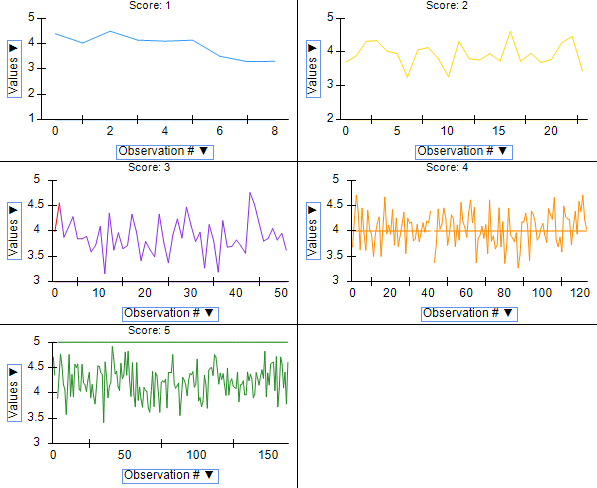 Score: 1
5
4
3
2
1
Values ▼
0 2 4 6 8
Observation # ▼
Score: 2
5
4
3
2
Values ▼
0 5 10 15 20
Observation # ▼
Score: 3
5
4.5
4
3.5
3
Values ▼
0 10 20 30 40 50
Observation # ▼
Score: 4
5
4.5
4
3.5
3
Values ▼
0 20 40 60 80 100 120
Observation # ▼
Score: 5
5
4.5
4
3.5
3
Values ▼
0 50 100 150
Observation # ▼